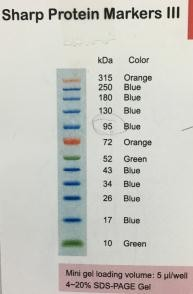 Sharp Protein Markers III
kDa Color
315 Orange
250 Blue
180 Blue
130 Blue
95 Blue
72 Orange
52 Green
43 Blue
34 Blue
26 Blue
17 Blue
10 Green
Mini gel loading volume: 5 µl/well
4~20% SDS-PAGE Gel